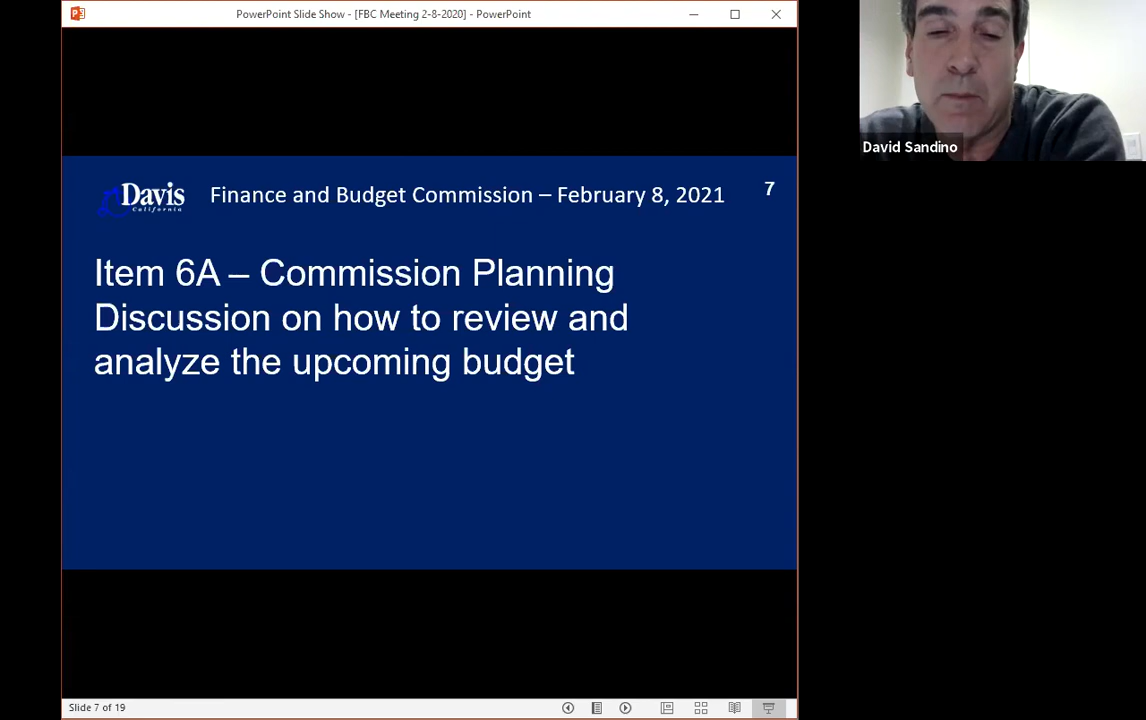 PowerPoint Slide Show - [FBC Meeting 2-8-2020] - PowerPoint
David Sandino
Davis
California
Finance and Budget Commission – February 8, 2021
7
Item 6A – Commission Planning
Discussion on how to review and
analyze the upcoming budget
Slide 7 of 19